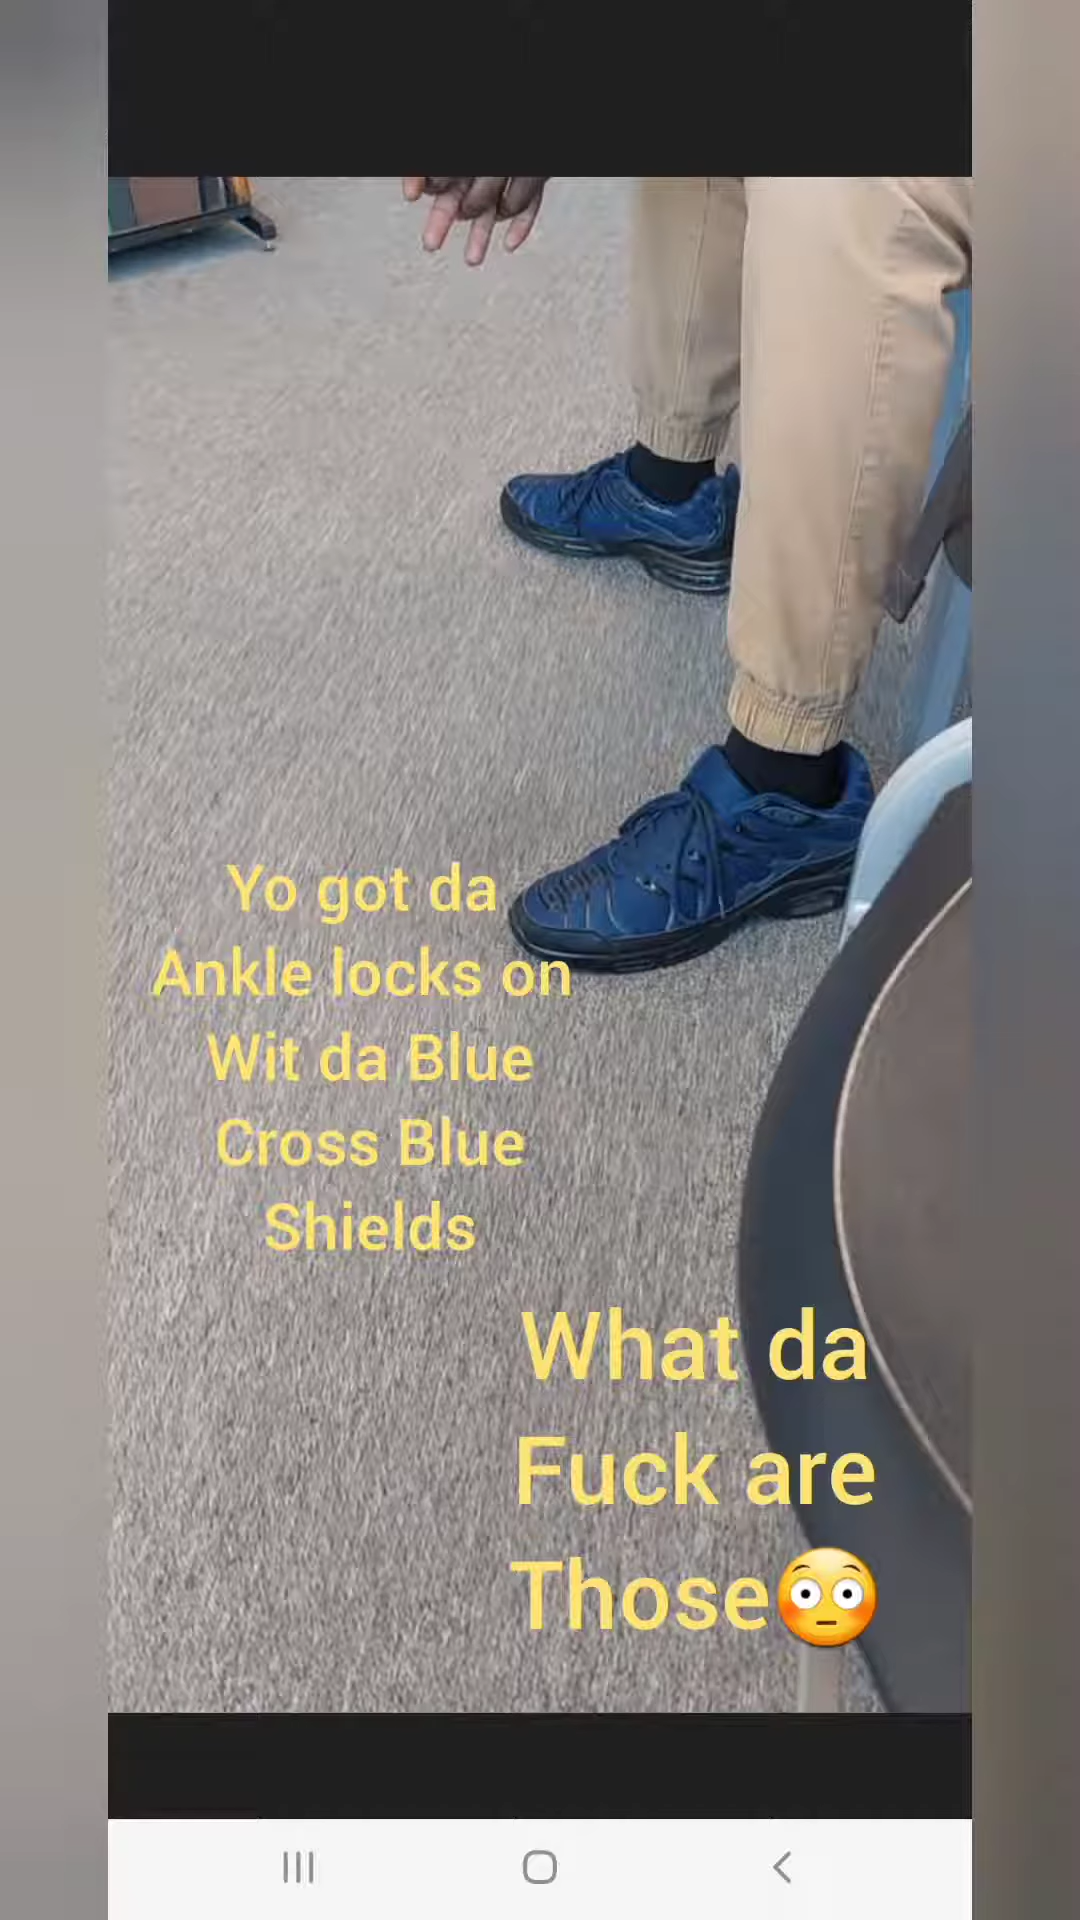 Yo got da
Ankle locks on
Wit da Blue
Cross Blue
Shields
What da
Fuck are
Those😳